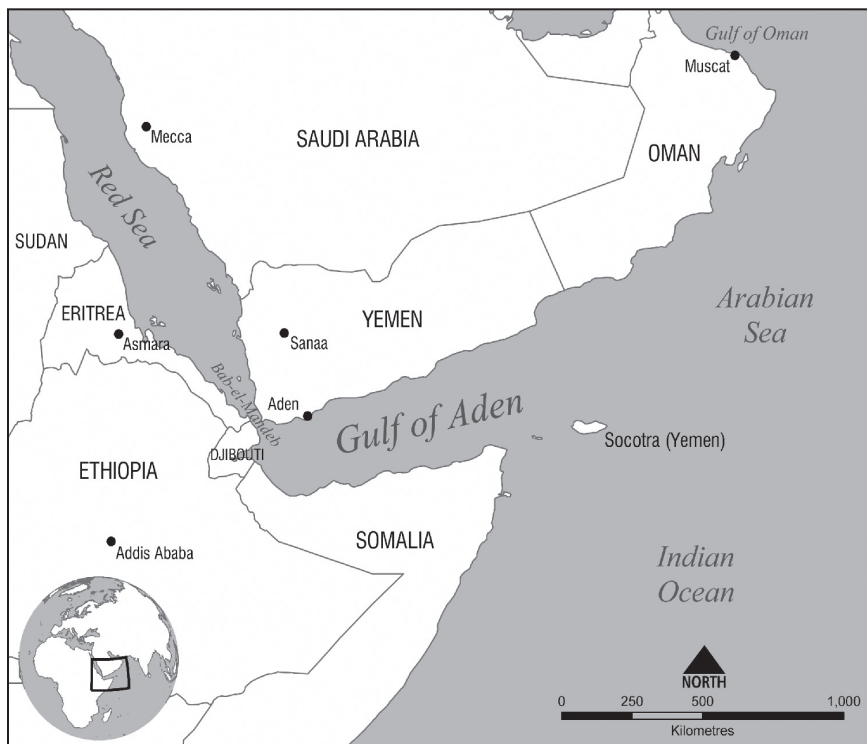 Gulf of Oman
Muscat
Mecca
SAUDI ARABIA
OMAN
Red Sea
SUDAN
ERITREA
Asmara
YEMEN
Sanaa
Arabian
Sea
Bab-el-Mandeb
Aden
Gulf of Aden
DJIBOUTI
Socotra (Yemen)
ETHIOPIA
Addis Ababa
SOMALIA
Indian
Ocean
NORTH
0 250 500 1,000
Kilometres